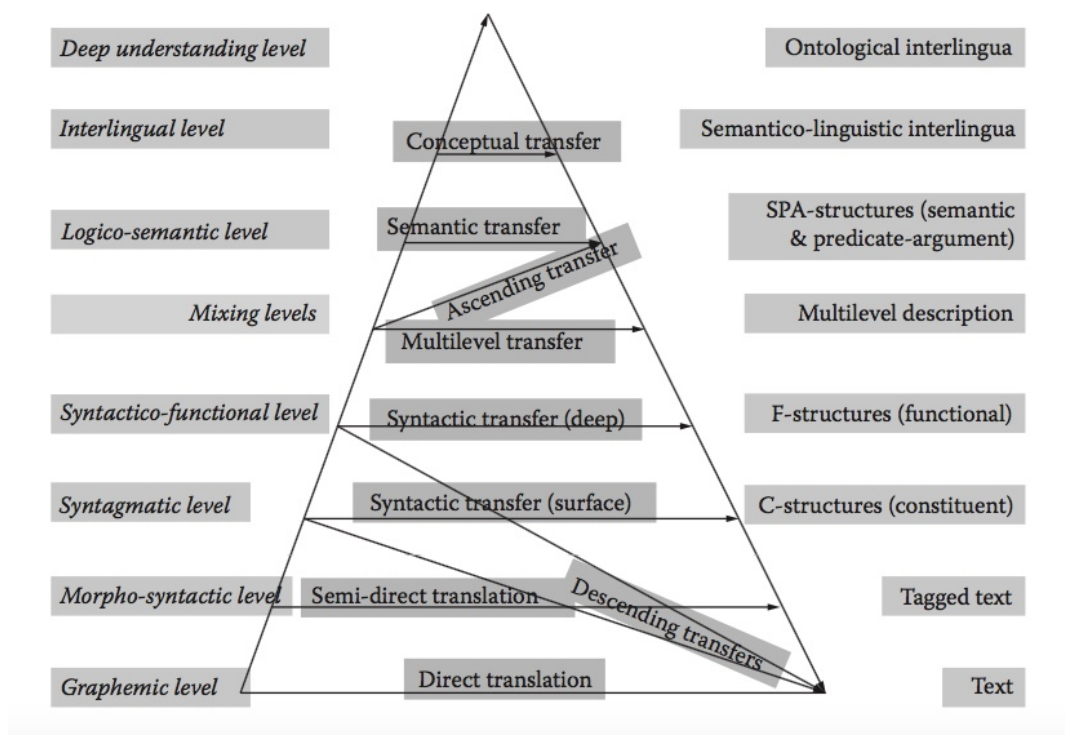 Deep understanding level
Ontological interlingua
Interlingual level
Semantico-linguistic interlingua
Conceptual transfer
Logico-semantic level
Semantic transfer
SPA-structures (semantic
& predicate-argument)
Ascending transfer
Mixing levels
Multilevel description
Multilevel transfer
Syntactico-functional level
Syntactic transfer (deep)
F-structures (functional)
Syntagmatic level
Syntactic transfer (surface)
C-structures (constituent)
Morpho-syntactic level
Semi-direct translation
Descending transfers
Tagged text
Graphemic level
Direct translation
Text